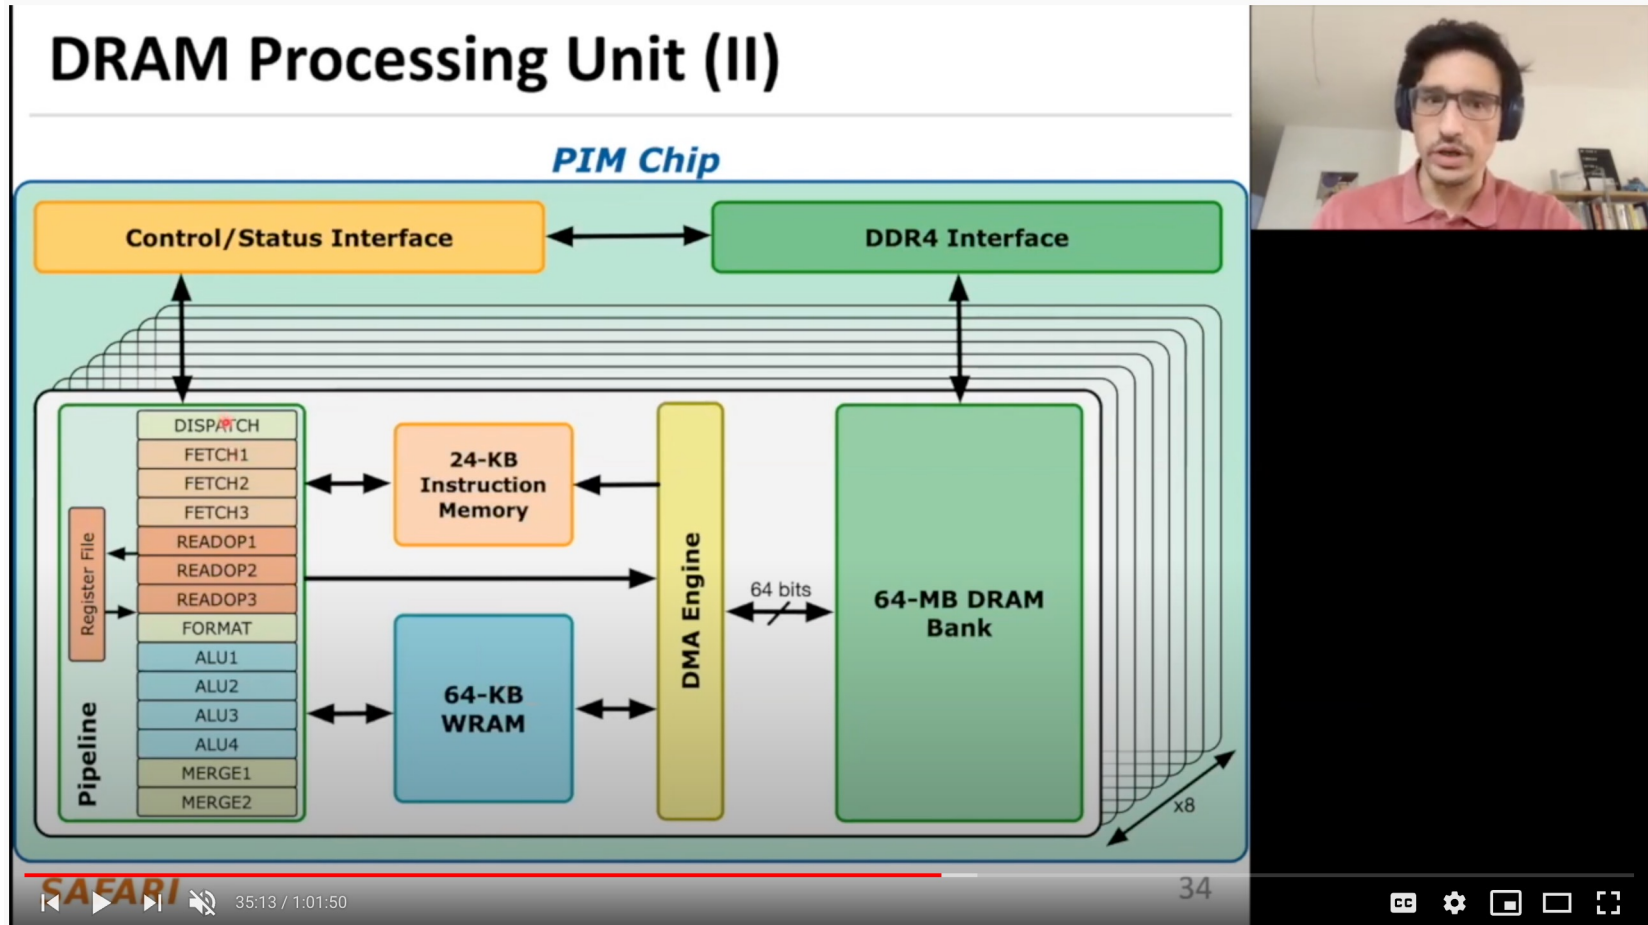 DRAM Processing Unit (II)
PIM Chip
Control/Status Interface
DDR4 Interface
DISPATCH
FETCH1
FETCH2
FETCH3
READOP1
READOP2
READOP3
FORMAT
ALU1
ALU2
ALU3
ALU4
MERGE1
MERGE2
Register File
Pipeline
24-KB
Instruction
Memory
64-KB
WRAM
DMA Engine
64 bits
64-MB DRAM
Bank
x8
SAFARI
34
35:13 / 1:01:50
CC